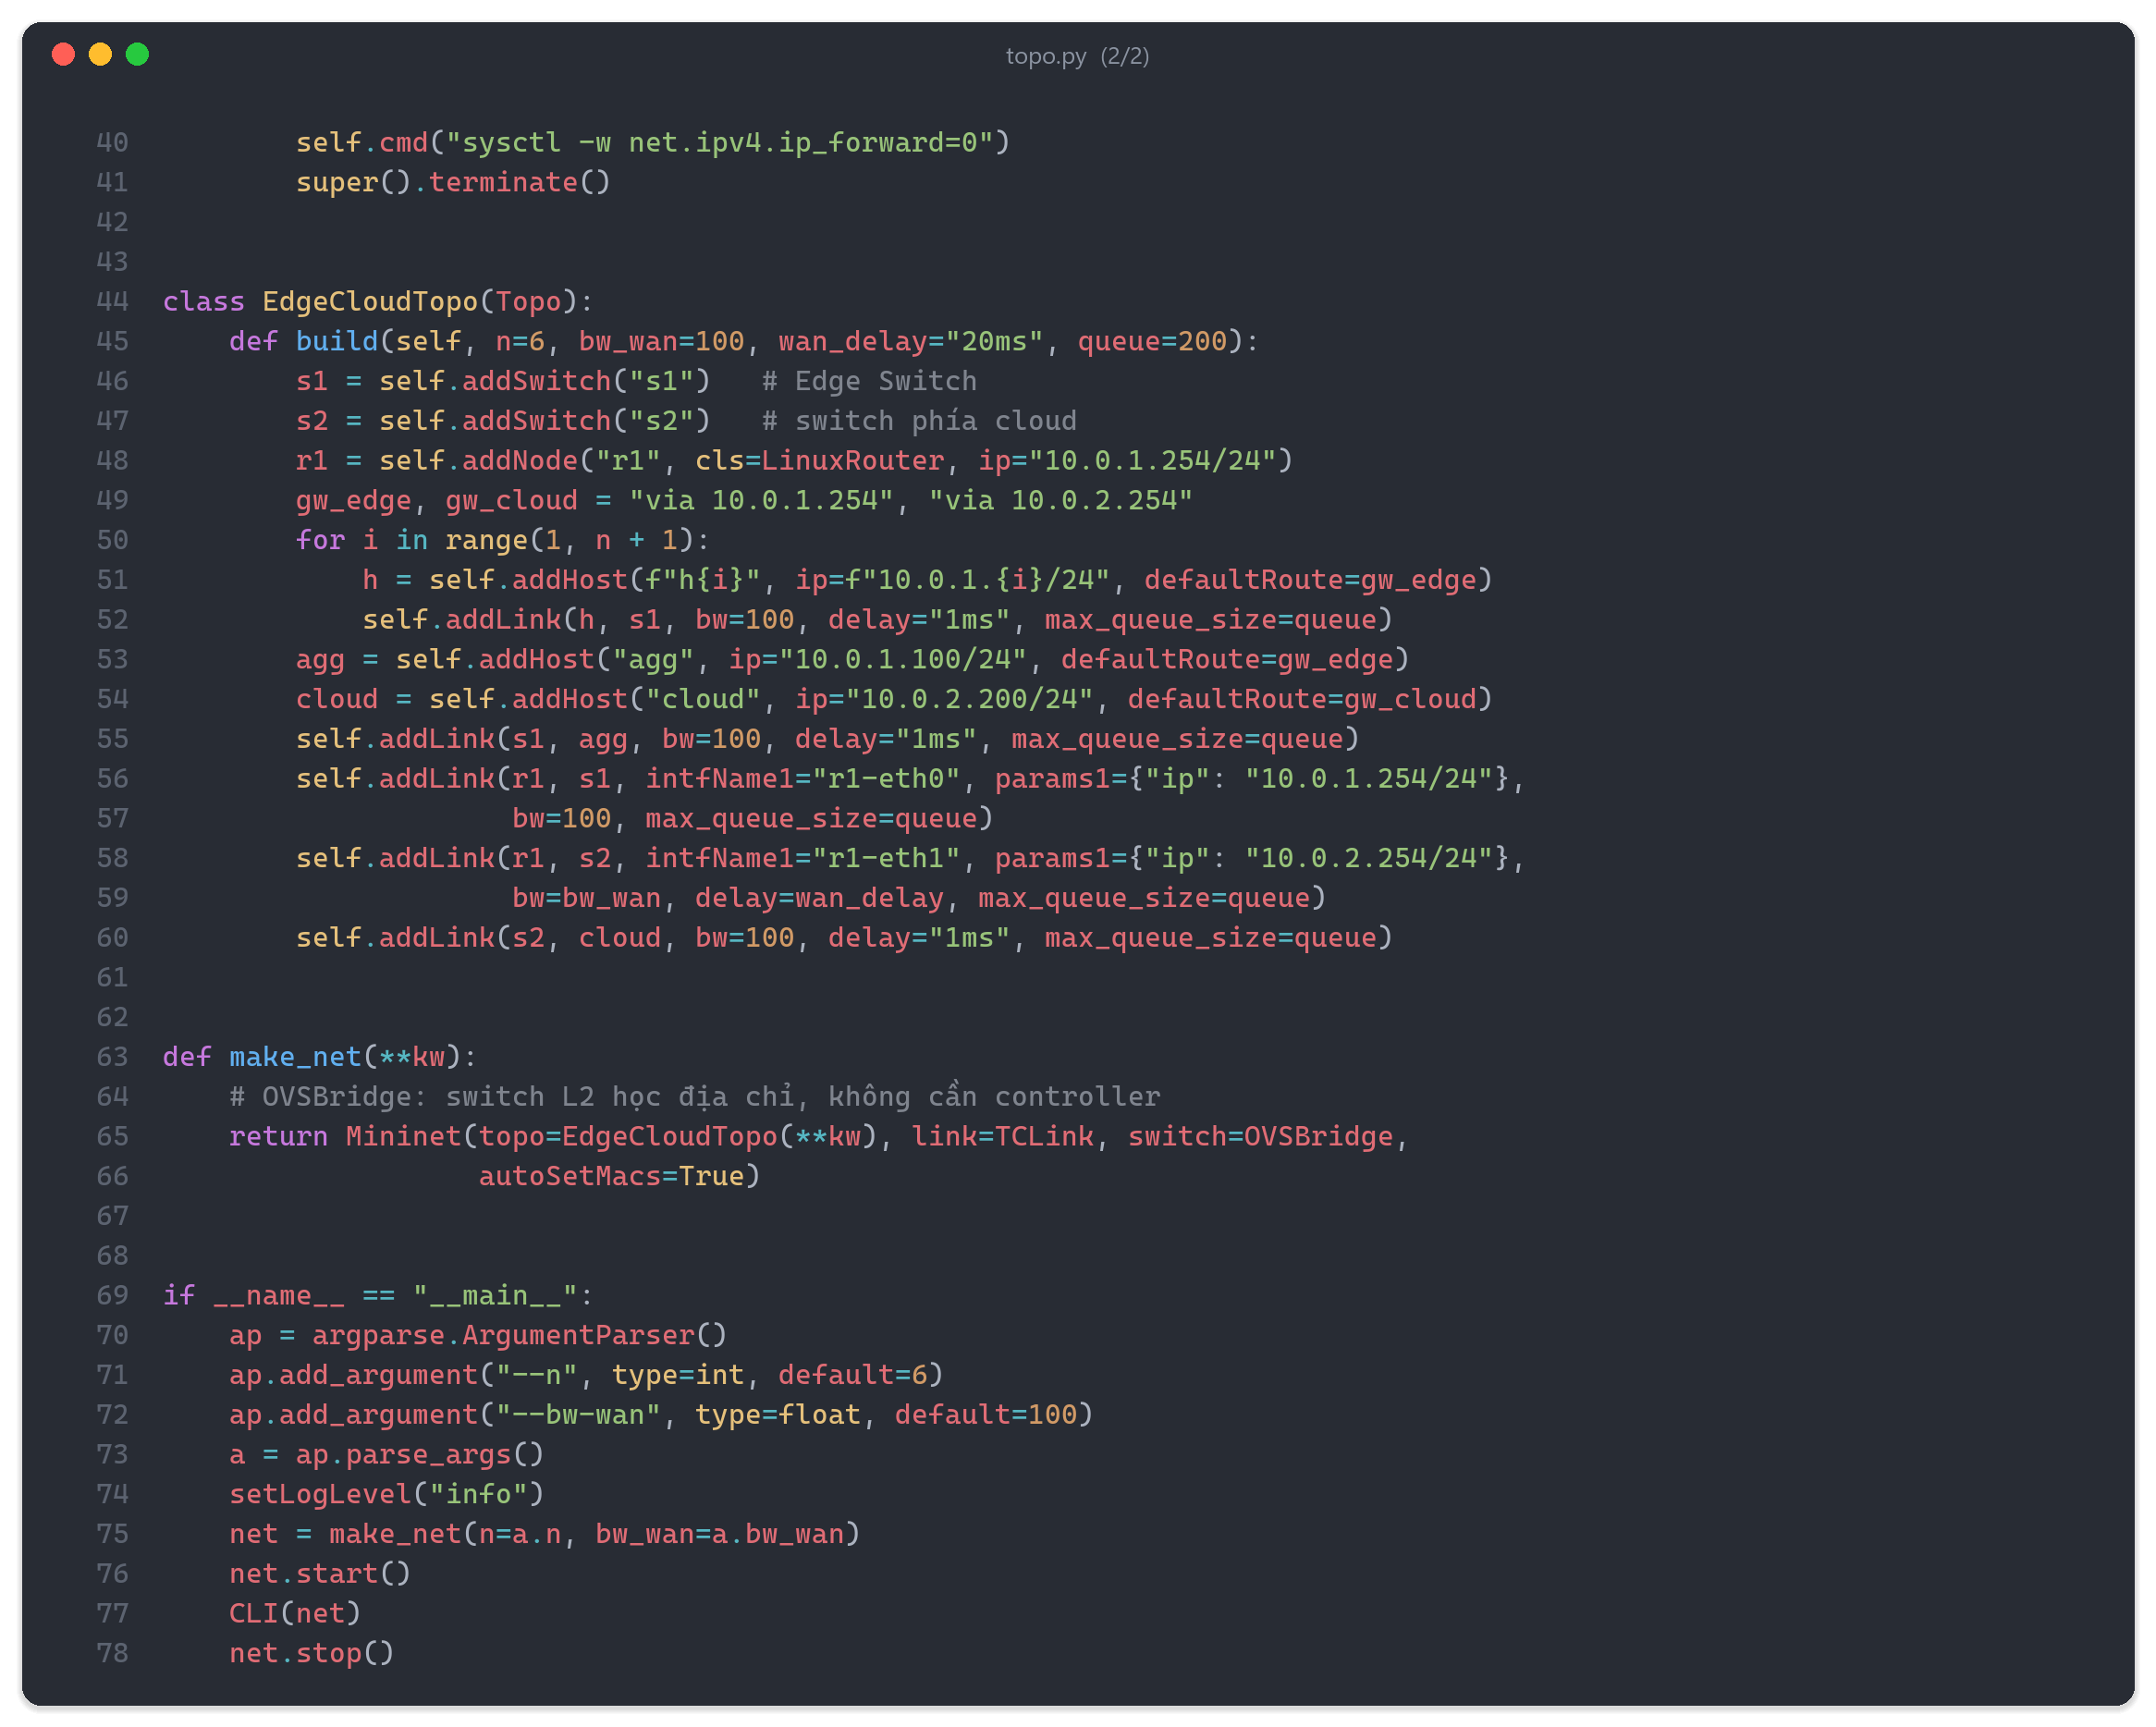 topo.py (2/2)
40         self.cmd("sysctl -w net.ipv4.ip_forward=0")
41         super().terminate()
42
43
44 class EdgeCloudTopo(Topo):
45     def build(self, n=6, bw_wan=100, wan_delay="20ms", queue=200):
46         s1 = self.addSwitch("s1")   # Edge Switch
47         s2 = self.addSwitch("s2")   # switch phía cloud
48         r1 = self.addNode("r1", cls=LinuxRouter, ip="10.0.1.254/24")
49         gw_edge, gw_cloud = "via 10.0.1.254", "via 10.0.2.254"
50         for i in range(1, n + 1):
51             h = self.addHost(f"h{i}", ip=f"10.0.1.{i}/24", defaultRoute=gw_edge)
52             self.addLink(h, s1, bw=100, delay="1ms", max_queue_size=queue)
53         agg = self.addHost("agg", ip="10.0.1.100/24", defaultRoute=gw_edge)
54         cloud = self.addHost("cloud", ip="10.0.2.200/24", defaultRoute=gw_cloud)
55         self.addLink(s1, agg, bw=100, delay="1ms", max_queue_size=queue)
56         self.addLink(r1, s1, intfName1="r1-eth0", params1={"ip": "10.0.1.254/24"},
57                      bw=100, max_queue_size=queue)
58         self.addLink(r1, s2, intfName1="r1-eth1", params1={"ip": "10.0.2.254/24"},
59                      bw=bw_wan, delay=wan_delay, max_queue_size=queue)
60         self.addLink(s2, cloud, bw=100, delay="1ms", max_queue_size=queue)
61
62
63 def make_net(**kw):
64     # OVSBridge: switch L2 học địa chỉ, không cần controller
65     return Mininet(topo=EdgeCloudTopo(**kw), link=TCLink, switch=OVSBridge,
66                    autoSetMacs=True)
67
68
69 if __name__ == "__main__":
70     ap = argparse.ArgumentParser()
71     ap.add_argument("--n", type=int, default=6)
72     ap.add_argument("--bw-wan", type=float, default=100)
73     a = ap.parse_args()
74     setLogLevel("info")
75     net = make_net(n=a.n, bw_wan=a.bw_wan)
76     net.start()
77     CLI(net)
78     net.stop()